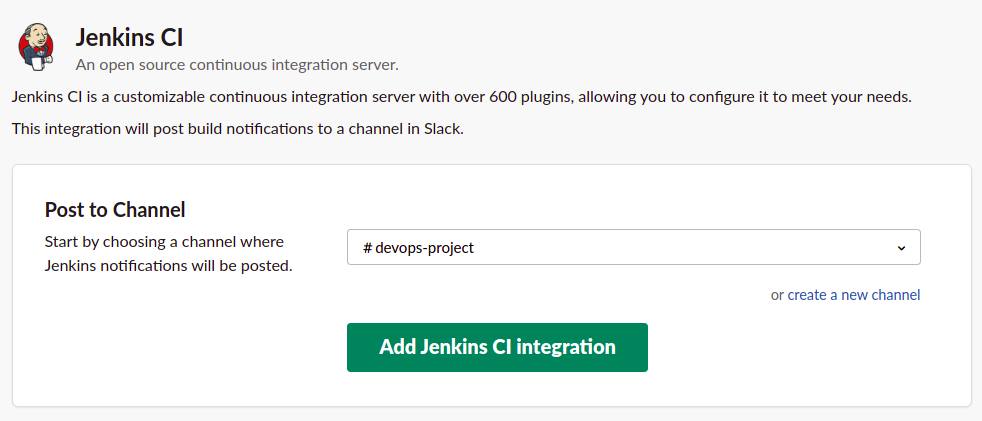 Jenkins CI
An open source continuous integration server.
Jenkins CI is a customizable continuous integration server with over 600 plugins, allowing you to configure it to meet your needs.
This integration will post build notifications to a channel in Slack.
Post to Channel
Start by choosing a channel where
Jenkins notifications will be posted.
# devops-project
or create a new channel
Add Jenkins CI integration